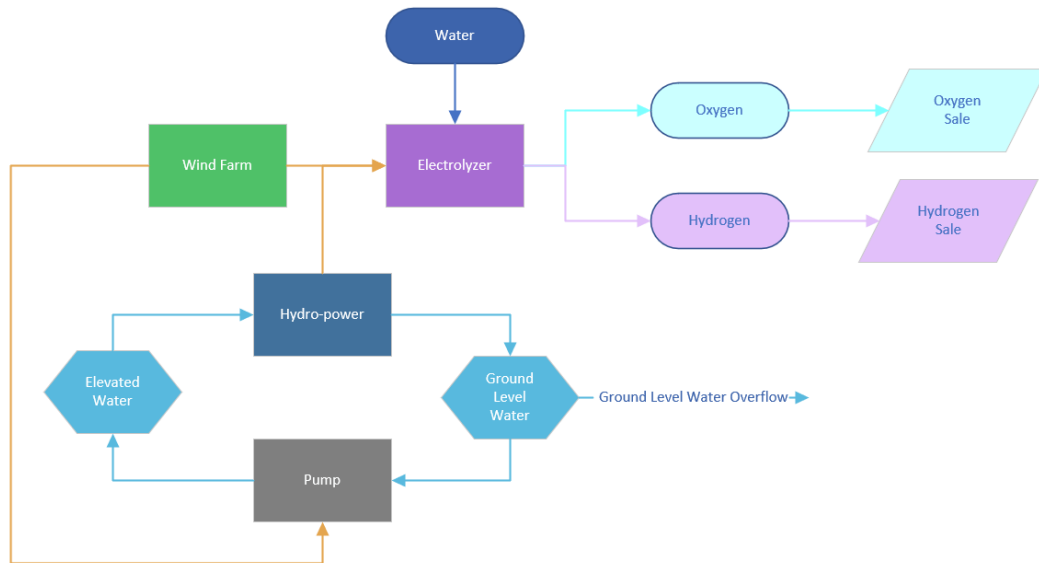 Water
Oxygen
Oxygen
Sale
Wind Farm
Electrolyzer
Hydrogen
Hydrogen
Sale
Hydro-power
Elevated
Water
Ground
Level
Water
Ground Level Water Overflow
Pump